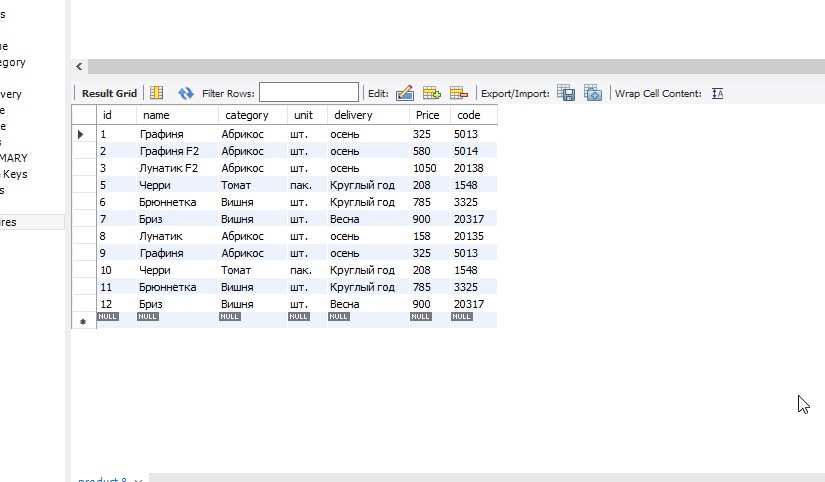 s
ne
egory
very
e
e
s
MARY
Keys
s
ures
Result Grid Filter Rows: Edit: Export/Import: Wrap Cell Content:
id name category unit delivery Price code
1 Графиня Абрикос шт. осень 325 5013
2 Графиня F2 Абрикос шт. осень 580 5014
3 Лунатик F2 Абрикос шт. осень 1050 20138
5 Черри Томат пак. Круглый год 208 1548
6 Брюннетка Вишня шт. Круглый год 785 3325
7 Бриз Вишня шт. Весна 900 20317
8 Лунатик Абрикос шт. осень 158 20135
9 Графиня Абрикос шт. осень 325 5013
10 Черри Томат пак. Круглый год 208 1548
11 Брюннетка Вишня шт. Круглый год 785 3325
12 Бриз Вишня шт. Весна 900 20317
NULL NULL NULL NULL NULL NULL NULL
product 8